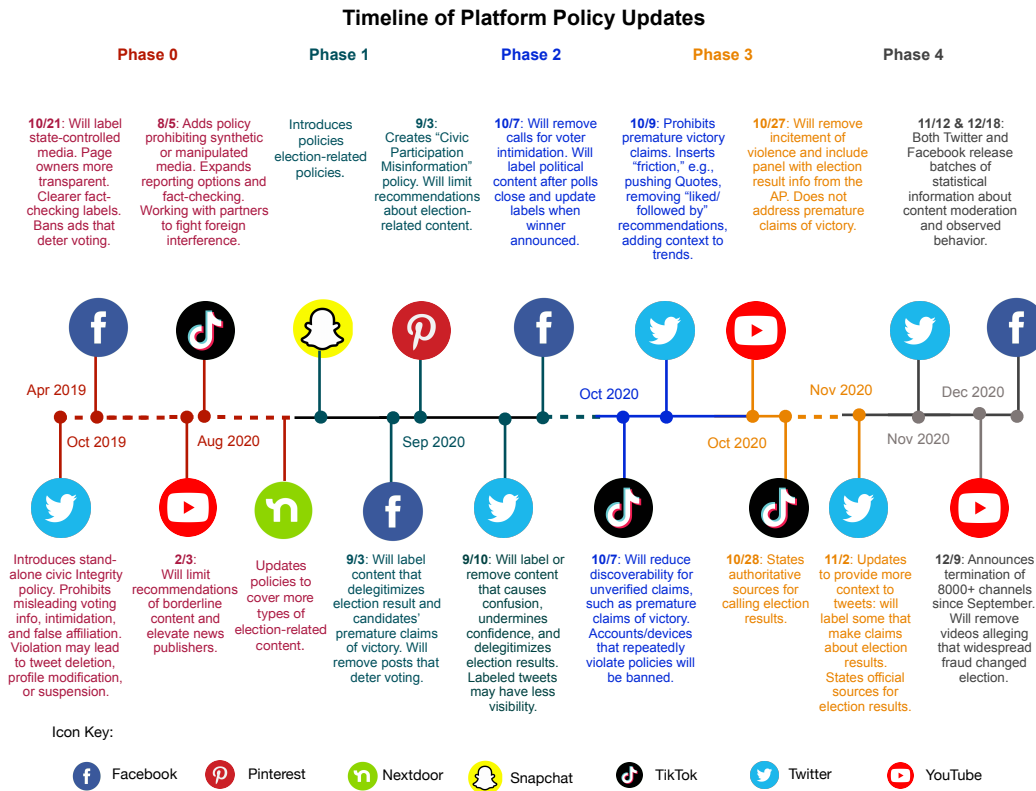 Timeline of Platform Policy Updates
Phase 0
Phase 1
Phase 2
Phase 3
Phase 4
10/21: Will label
state-controlled
media. Page
owners more
transparent.
Clearer fact-
checking labels.
Bans ads that
deter voting.
8/5: Adds policy
prohibiting synthetic
or manipulated
media. Expands
reporting options and
fact-checking.
Working with partners
to fight foreign
interference.
Introduces
policies
election-related
policies.
9/3:
Creates “Civic
Participation
Misinformation”
policy. Will limit
recommendations
about election-
related content.
10/7: Will remove
calls for voter
intimidation. Will
label political
content after polls
close and update
labels when
winner
announced.
10/9: Prohibits
premature victory
claims. Inserts
“friction,” e.g.,
pushing Quotes,
removing “liked/
followed by”
recommendations,
adding context to
trends.
10/27: Will remove
incitement of
violence and include
panel with election
result info from the
AP. Does not
address premature
claims of victory.
11/12 & 12/18:
Both Twitter and
Facebook release
batches of
statistical
information about
content moderation
and observed
behavior.
Apr 2019
Oct 2019
Aug 2020
Sep 2020
Oct 2020
Oct 2020
Nov 2020
Nov 2020
Dec 2020
Introduces stand-
alone civic Integrity
policy. Prohibits
misleading voting
info, intimidation,
and false affiliation.
Violation may lead
to tweet deletion,
profile modification,
or suspension.
2/3:
Will limit
recommendations
of borderline
content and
elevate news
publishers.
Updates
policies to
cover more
types of
election-related
content.
9/3: Will label
content that
delegitimizes
election result and
candidates’
premature claims
of victory. Will
remove posts that
deter voting.
9/10: Will label or
remove content
that causes
confusion,
undermines
confidence, and
delegitimizes
election results.
Labeled tweets
may have less
visibility.
10/7: Will reduce
discoverability for
unverified claims,
such as premature
claims of victory.
Accounts/devices
that repeatedly
violate policies will
be banned.
10/28: States
authoritative
sources for
calling election
results.
11/2: Updates
to provide more
context to
tweets: will
label some that
make claims
about election
results.
States official
sources for
election results.
12/9: Announces
termination of
8000+ channels
since September.
Will remove
videos alleging
that widespread
fraud changed
election.
Icon Key:
Facebook
Pinterest
Nextdoor
Snapchat
TikTok
Twitter
YouTube